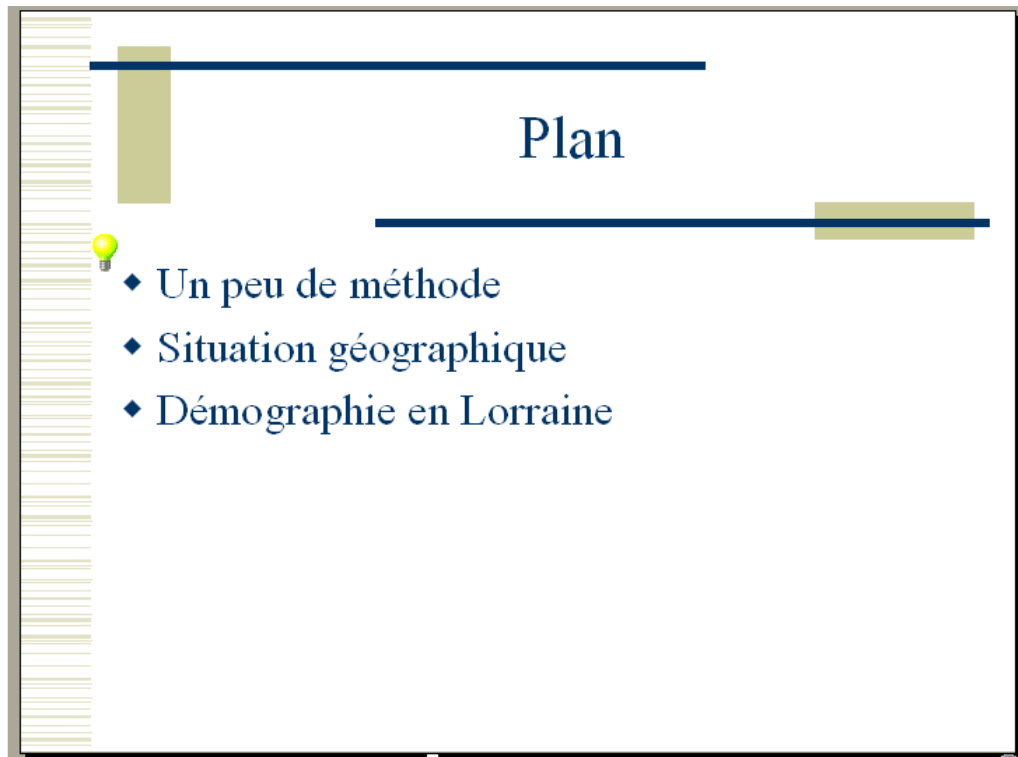 Plan
Un peu de méthode
Situation géographique
Démographie en Lorraine